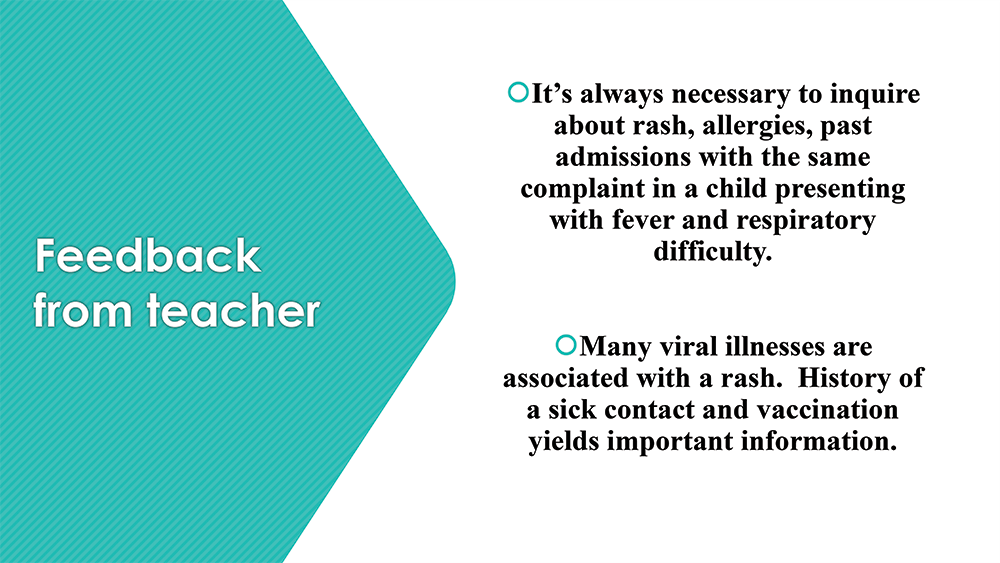 Feedback
from teacher
It’s always necessary to inquire
about rash, allergies, past
admissions with the same
complaint in a child presenting
with fever and respiratory
difficulty.
Many viral illnesses are
associated with a rash.  History of
a sick contact and vaccination
yields important information.